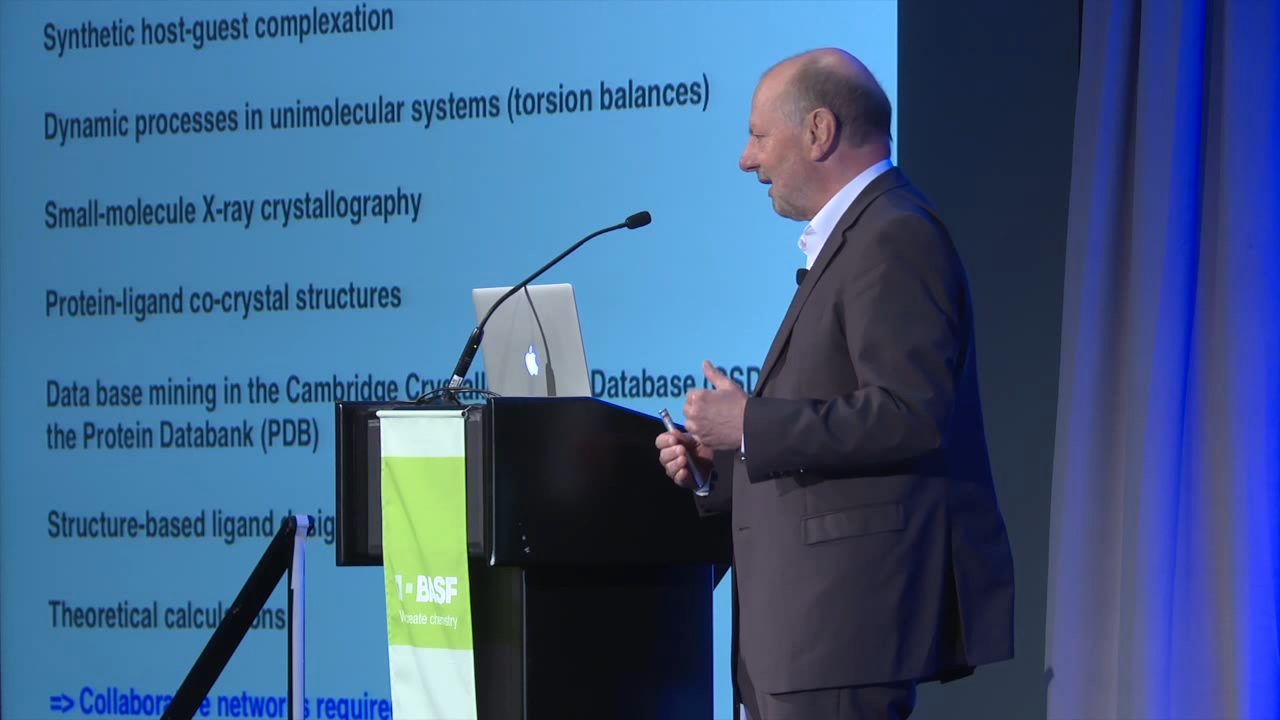 Synthetic host-guest complexation
Dynamic processes in unimolecular systems (torsion balances)
Small-molecule X-ray crystallography
Protein-ligand co-crystal structures
Data base mining in the Cambridge Database
the Protein Databank (PDB)
Structure-based ligand
Theoretical
=> networks
BASF
We create chemistry